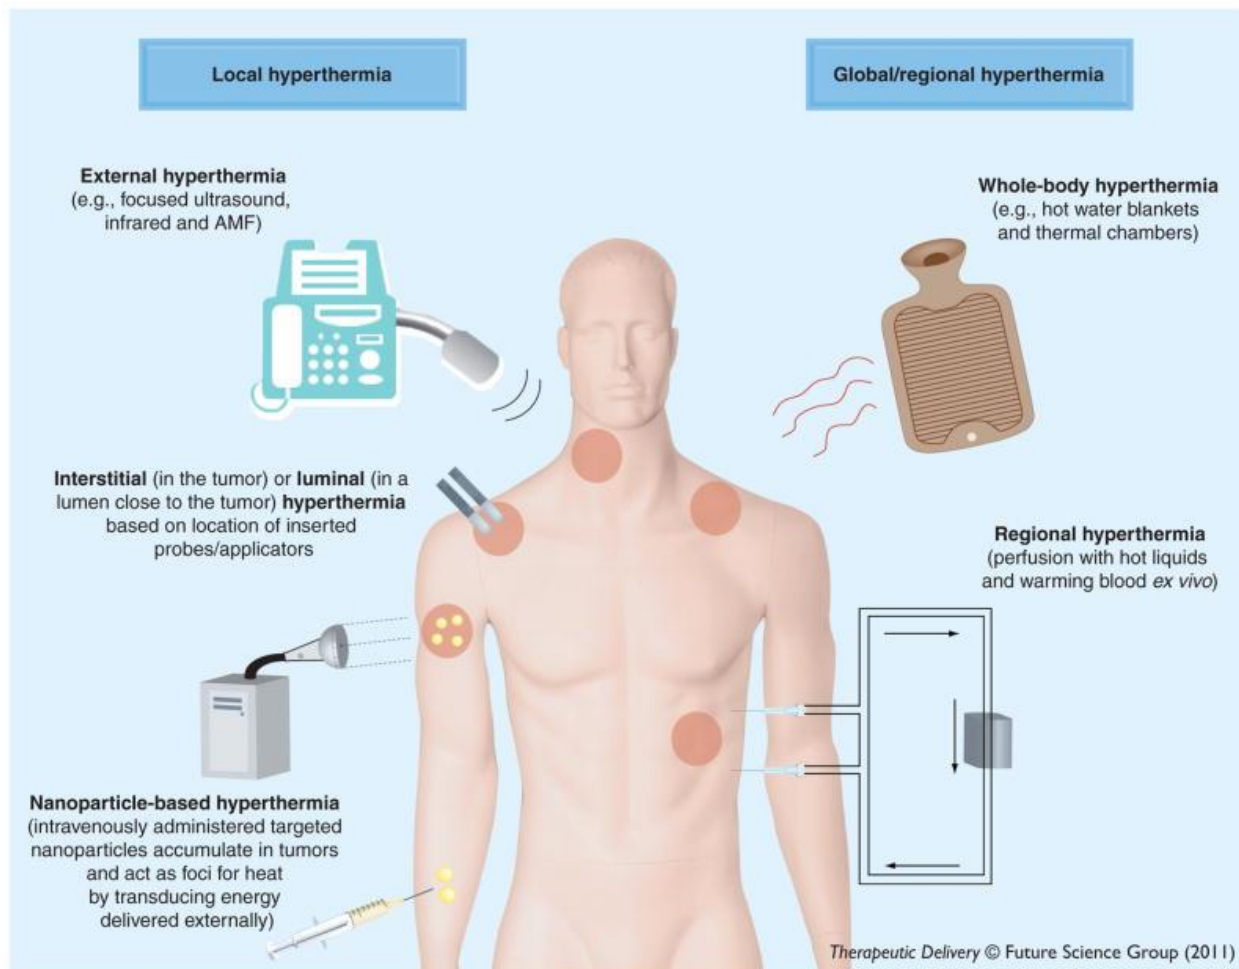 Local hyperthermia
Global/regional hyperthermia
External hyperthermia
(e.g., focused ultrasound,
infrared and AMF)
Whole-body hyperthermia
(e.g., hot water blankets
and thermal chambers)
Interstitial (in the tumor) or luminal (in a
lumen close to the tumor) hyperthermia
based on location of inserted
probes/applicators
Regional hyperthermia
(perfusion with hot liquids
and warming blood ex vivo)
Nanoparticle-based hyperthermia
(intravenously administered targeted
nanoparticles accumulate in tumors
and act as foci for heat
by transducing energy
delivered externally)
Therapeutic Delivery © Future Science Group (2011)